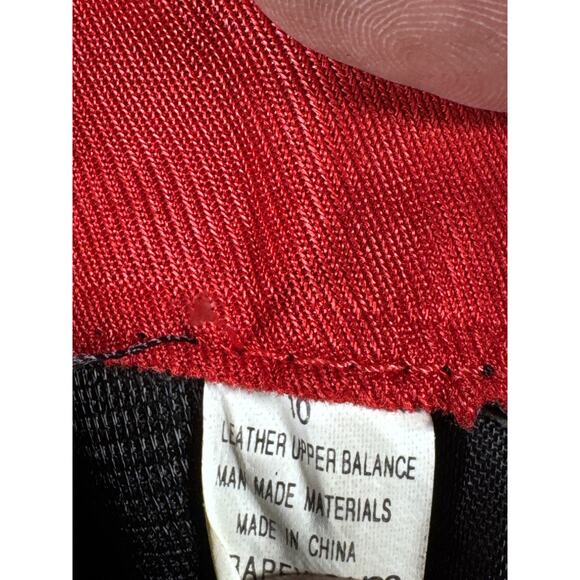 10
LEATHER UPPER BALANCE
MAN MADE MATERIALS
MADE IN CHINA